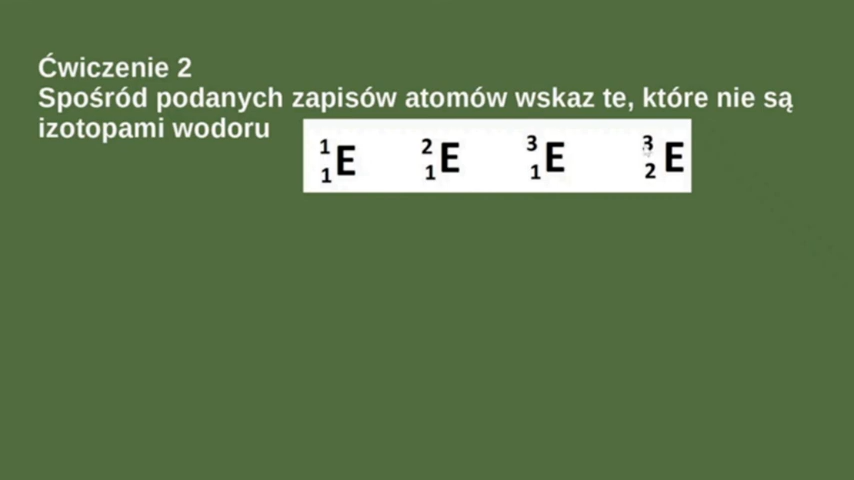 Ćwiczenie 2
Spośród podanych zapisów atomów wskaz te, które nie są
izotopami wodoru
¹₁E ²₁E ³₁E ³₂E